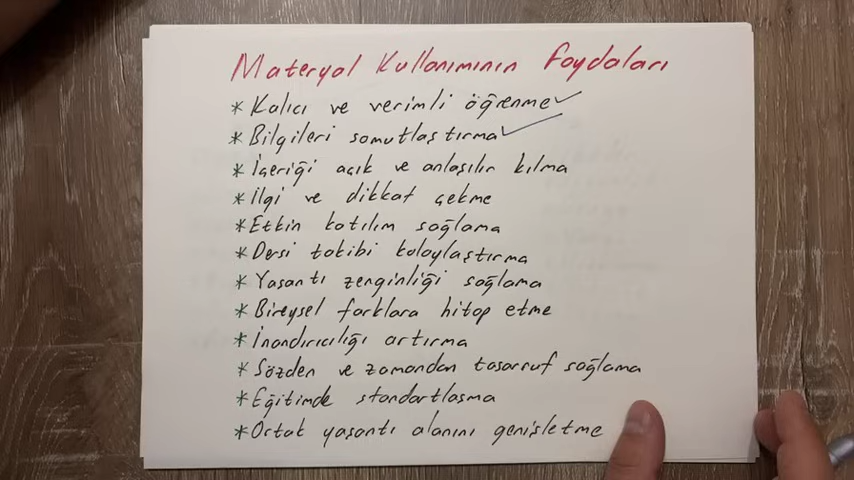 Materyal Kullanımının Faydaları
* Kalıcı ve verimli öğrenme ✓
* Bilgileri somutlaştırma ✓
* İçeriği açık ve anlaşılır kılma
* İlgi ve dikkat çekme
* Etkin katılım sağlama
* Dersi takibi kolaylaştırma
* Yaşantı zenginliği sağlama
* Bireysel farklara hitap etme
* İnandırıcılığı artırma
* Sözden ve zamandan tasarruf sağlama
* Eğitimde standartlaşma
* Ortak yaşantı alanını genişletme